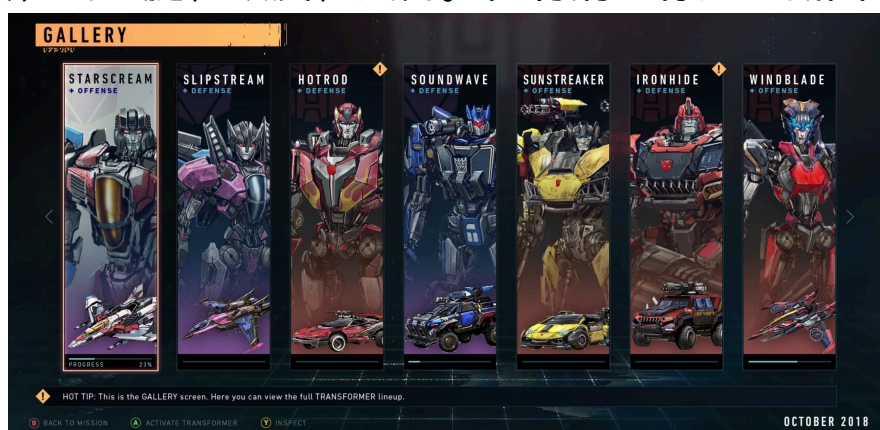 GALLERY
STARSCREAM
+ OFFENSE
SLIPSTREAM
+ DEFENSE
HOTROD
+ DEFENSE
SOUNDWAVE
+ DEFENSE
SUNSTREAKER
+ OFFENSE
IRONHIDE
+ DEFENSE
WINDBLADE
+ OFFENSE
PROGRESS 23%
HOT TIP: This is the GALLERY screen. Here you can view the full TRANSFORMER lineup.
B BACK TO MISSION A ACTIVATE TRANSFORMER Y INSPECT
OCTOBER 2018